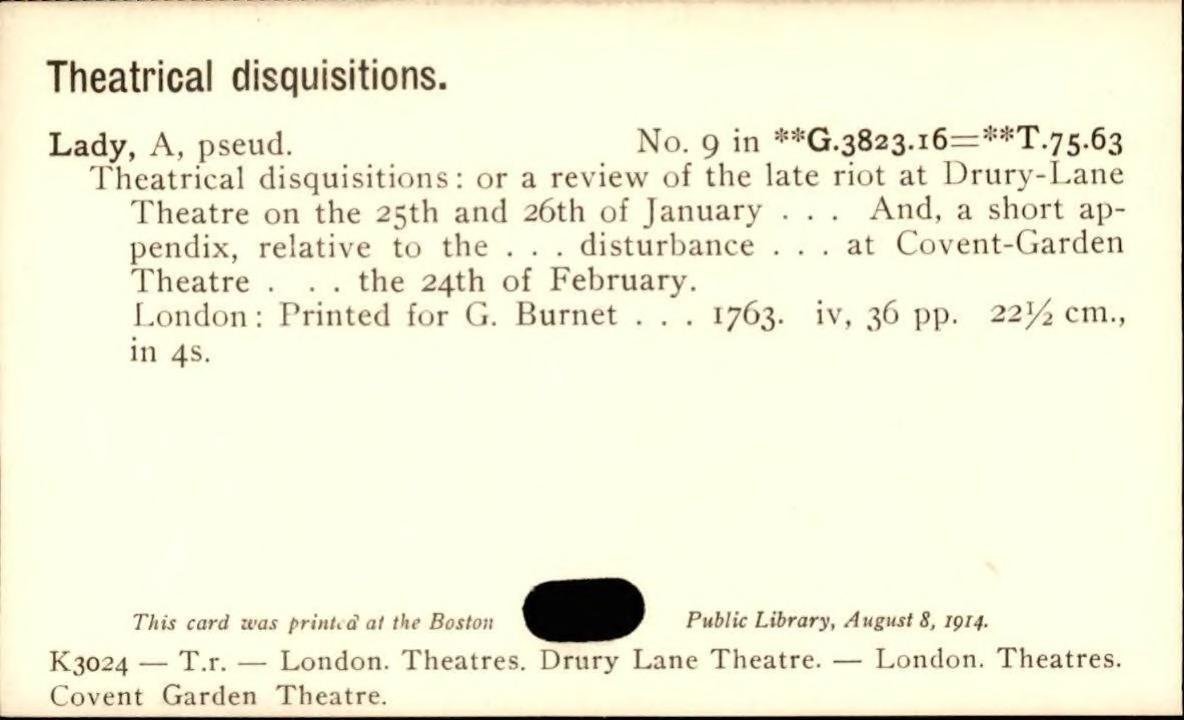 Theatrical disquisitions.
Lady, A, pseud. No. 9 in **G.3823.16=**T.75.63
Theatrical disquisitions: or a review of the late riot at Drury-Lane
Theatre on the 25th and 26th of January . . . And, a short ap-
pendix, relative to the . . . disturbance . . . at Covent-Garden
Theatre . . . the 24th of February.
London: Printed for G. Burnet . . . 1763. iv, 36 pp. 22½ cm.,
in 4s.
This card was printed at the Boston Public Library, August 8, 1914.
K3024 — T.r. — London. Theatres. Drury Lane Theatre. — London. Theatres.
Covent Garden Theatre.